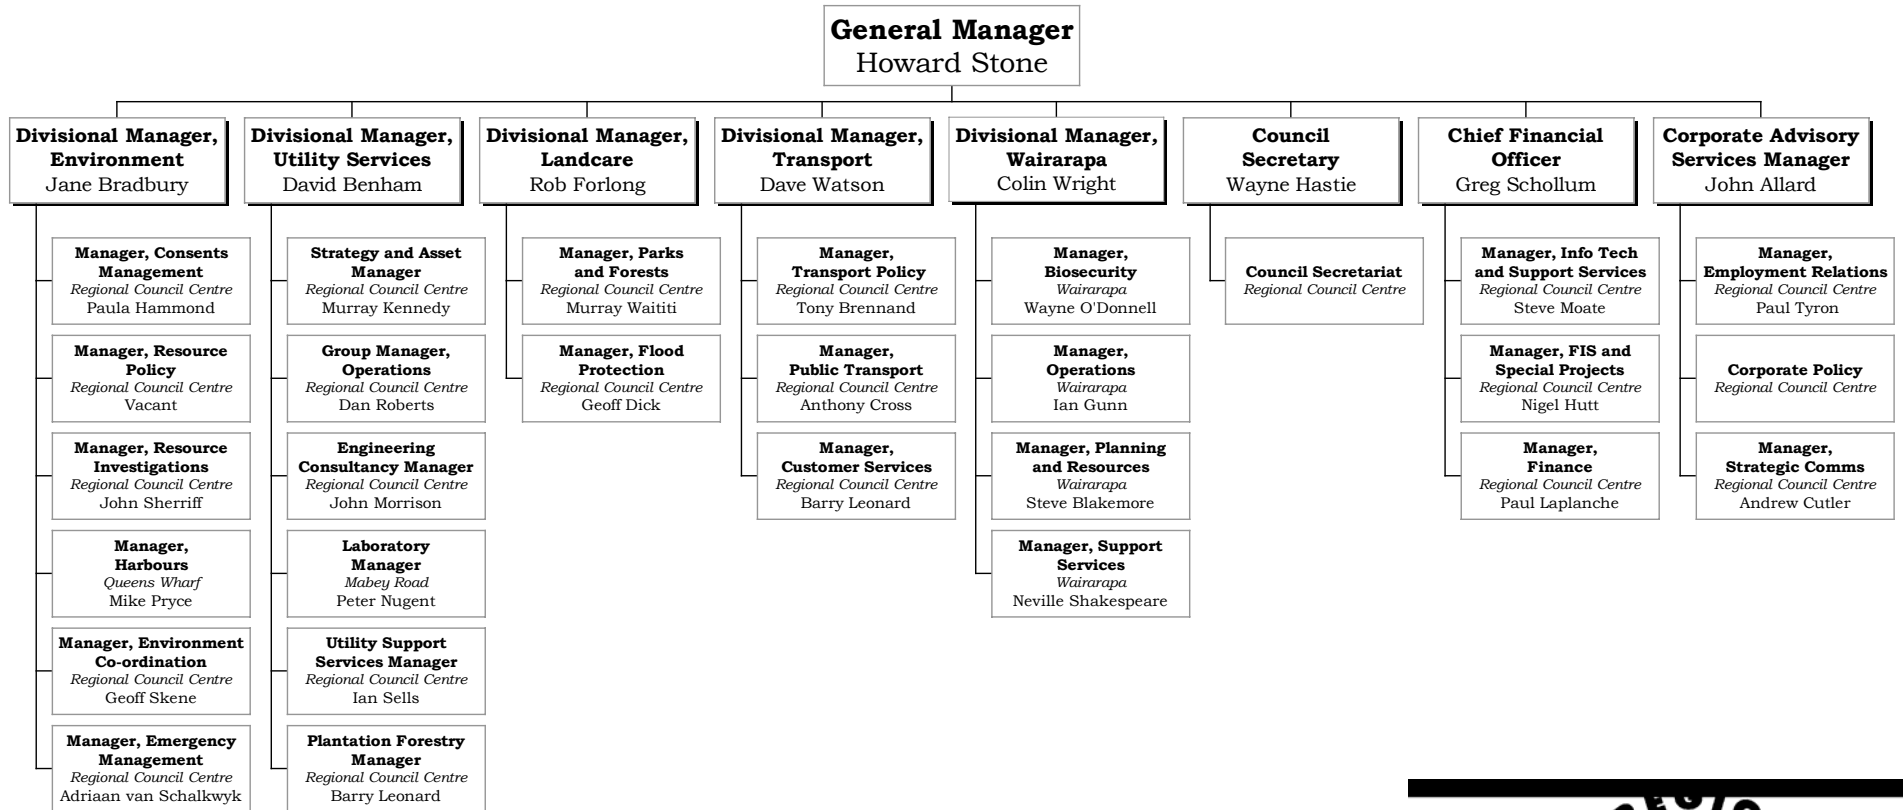 General Manager
Howard Stone
Divisional Manager,
Environment
Jane Bradbury
Divisional Manager,
Utility Services
David Benham
Divisional Manager,
Landcare
Rob Forlong
Divisional Manager,
Transport
Dave Watson
Divisional Manager,
Wairarapa
Colin Wright
Council
Secretary
Wayne Hastie
Chief Financial
Officer
Greg Schollum
Corporate Advisory
Services Manager
John Allard
Manager, Consents
Management
Regional Council Centre
Paula Hammond
Manager, Resource
Policy
Regional Council Centre
Vacant
Manager, Resource
Investigations
Regional Council Centre
John Sherriff
Manager,
Harbours
Queens Wharf
Mike Pryce
Manager, Environment
Co-ordination
Regional Council Centre
Geoff Skene
Manager, Emergency
Management
Regional Council Centre
Adriaan van Schalkwyk
Strategy and Asset
Manager
Regional Council Centre
Murray Kennedy
Group Manager,
Operations
Regional Council Centre
Dan Roberts
Engineering
Consultancy Manager
Regional Council Centre
John Morrison
Laboratory
Manager
Mabey Road
Peter Nugent
Utility Support
Services Manager
Regional Council Centre
Ian Sells
Plantation Forestry
Manager
Regional Council Centre
Barry Leonard
Manager, Parks
and Forests
Regional Council Centre
Murray Waititi
Manager, Flood
Protection
Regional Council Centre
Geoff Dick
Manager,
Transport Policy
Regional Council Centre
Tony Brennand
Manager,
Public Transport
Regional Council Centre
Anthony Cross
Manager,
Customer Services
Regional Council Centre
Barry Leonard
Manager,
Biosecurity
Wairarapa
Wayne O'Donnell
Manager,
Operations
Wairarapa
Ian Gunn
Manager, Planning
and Resources
Wairarapa
Steve Blakemore
Manager, Support
Services
Wairarapa
Neville Shakespeare
Council Secretariat
Regional Council Centre
Manager, Info Tech
and Support Services
Regional Council Centre
Steve Moate
Manager, FIS and
Special Projects
Regional Council Centre
Nigel Hutt
Manager,
Finance
Regional Council Centre
Paul Laplanche
Manager,
Employment Relations
Regional Council Centre
Paul Tyron
Corporate Policy
Regional Council Centre
Manager,
Strategic Comms
Regional Council Centre
Andrew Cutler